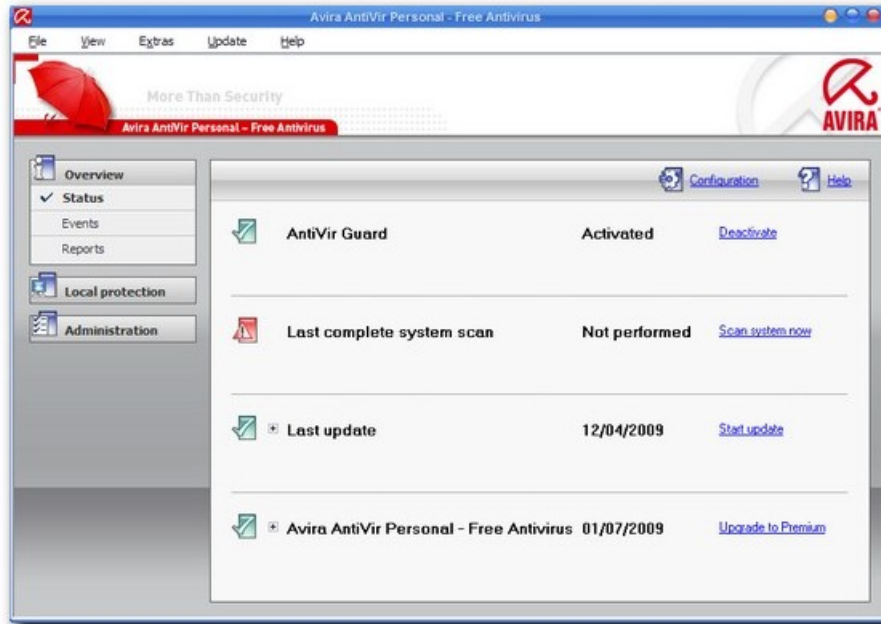 Avira AntiVir Personal - Free Antivirus
File View Extras Update Help
More Than Security
Avira AntiVir Personal – Free Antivirus
AVIRA
Overview
Status
Events
Reports
Local protection
Administration
Configuration Help
AntiVir Guard Activated Deactivate
Last complete system scan Not performed Scan system now
Last update 12/04/2009 Start update
Avira AntiVir Personal - Free Antivirus 01/07/2009 Upgrade to Premium